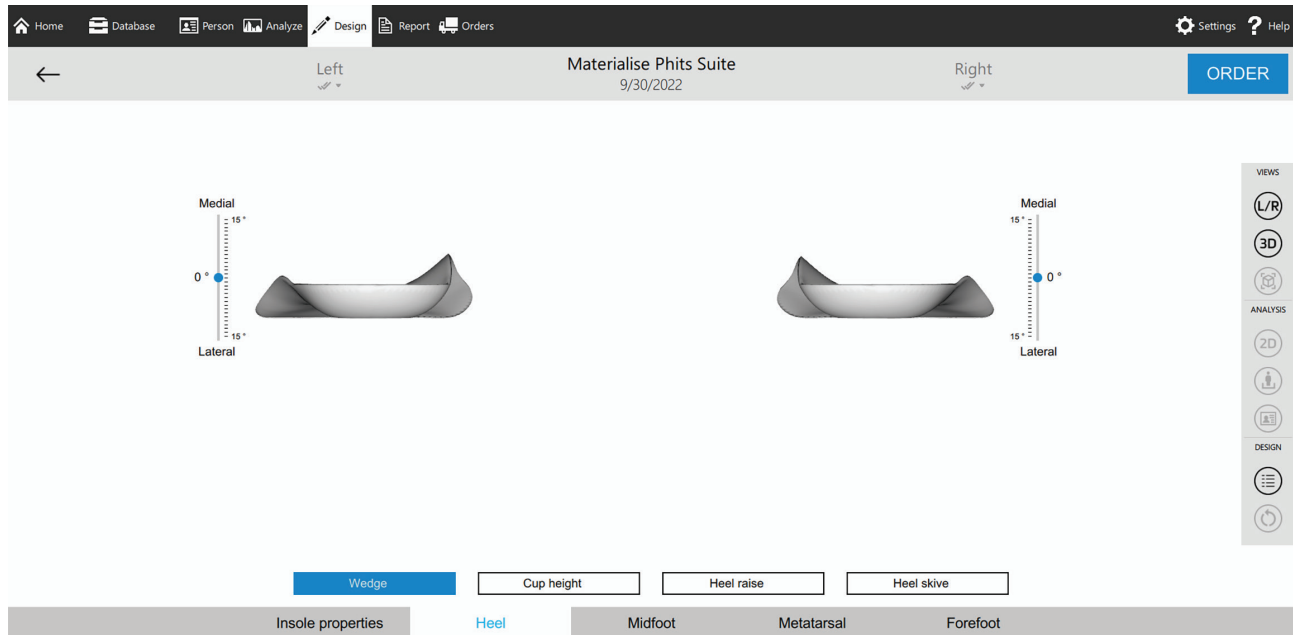 Home Database Person Analyze Design Report Orders Settings ? Help
Left Materialise Phits Suite Right ORDER
9/30/2022
VIEWS
Medial Medial
15 ° 15 °
L/R
3D
0 ° 0 °
ANALYSIS
15 ° 15 °
Lateral Lateral
2D
DESIGN
Wedge Cup height Heel raise Heel skive
Insole properties Heel Midfoot Metatarsal Forefoot